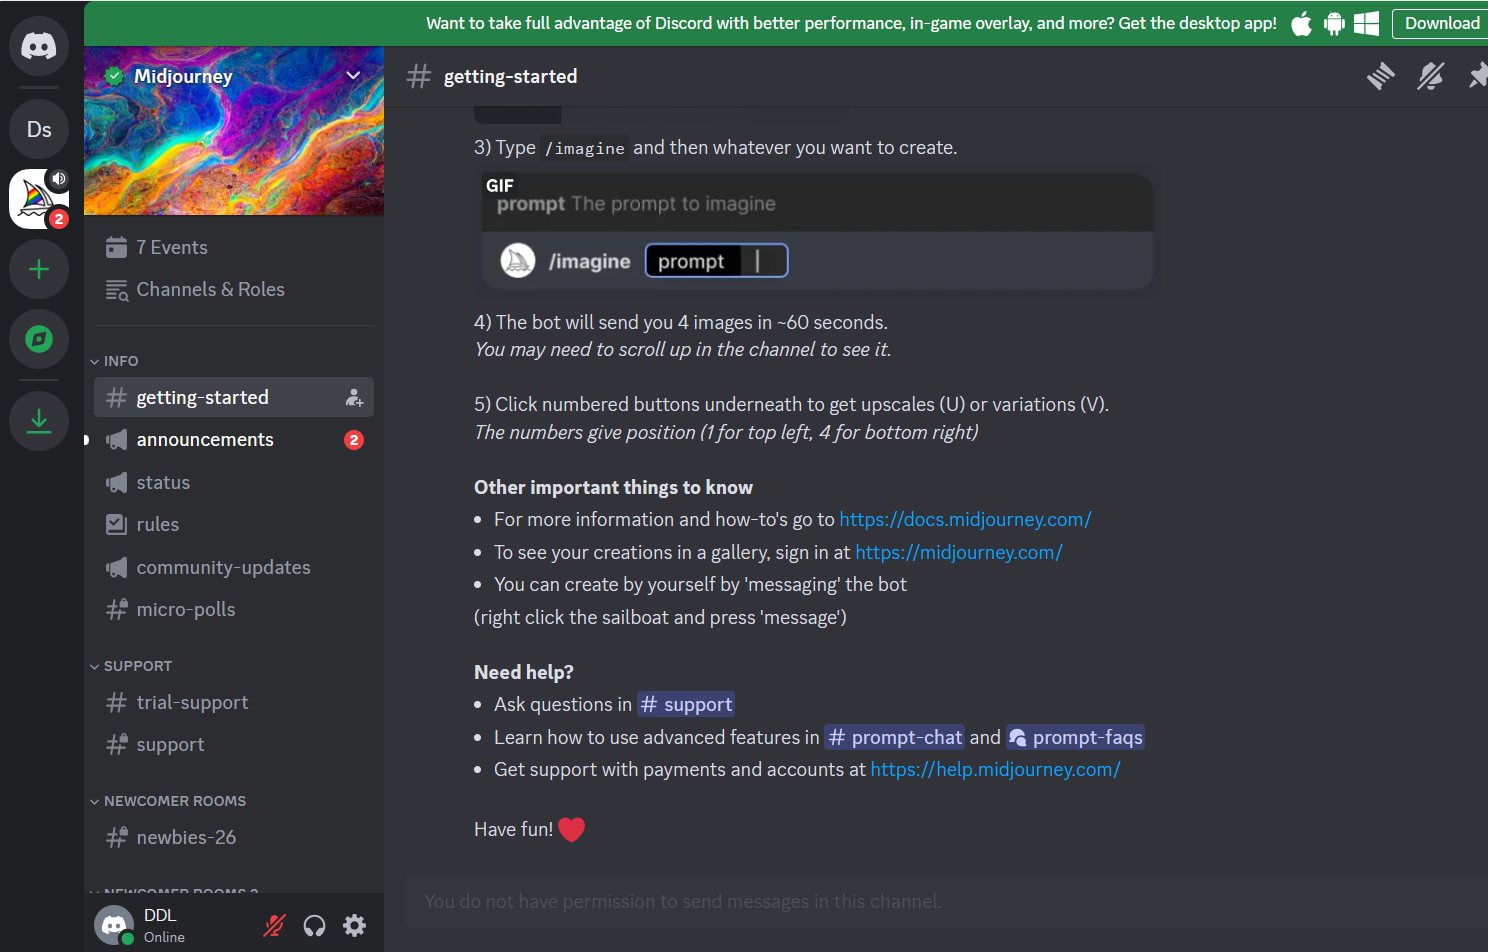 Want to take full advantage of Discord with better performance, in-game overlay, and more? Get the desktop app!
Download
Ds
2
Midjourney
7 Events
Channels & Roles
INFO
getting-started
announcements
2
status
rules
community-updates
micro-polls
SUPPORT
trial-support
support
NEWCOMER ROOMS
newbies-26
NEWCOMER ROOMS 2
DDL
Online
getting-started
3) Type /imagine and then whatever you want to create.
GIF
prompt The prompt to imagine
/imagine prompt
4) The bot will send you 4 images in ~60 seconds.
You may need to scroll up in the channel to see it.
5) Click numbered buttons underneath to get upscales (U) or variations (V).
The numbers give position (1 for top left, 4 for bottom right)
Other important things to know
• For more information and how-to's go to https://docs.midjourney.com/
• To see your creations in a gallery, sign in at https://midjourney.com/
• You can create by yourself by 'messaging' the bot
(right click the sailboat and press 'message')
Need help?
• Ask questions in # support
• Learn how to use advanced features in # prompt-chat and prompt-faqs
• Get support with payments and accounts at https://help.midjourney.com/
Have fun! ❤️
You do not have permission to send messages in this channel.